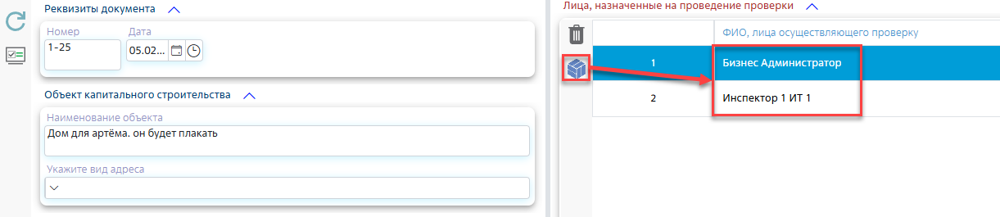 Реквизиты документа
Номер
Дата
1-25
05.02...
Объект капитального строительства
Наименование объекта
Дом для артёма. он будет плакать
Укажите вид адреса
Лица, назначенные на проведение проверки
ФИО, лица осуществляющего проверку
1 Бизнес Администратор
2 Инспектор 1 ИТ 1